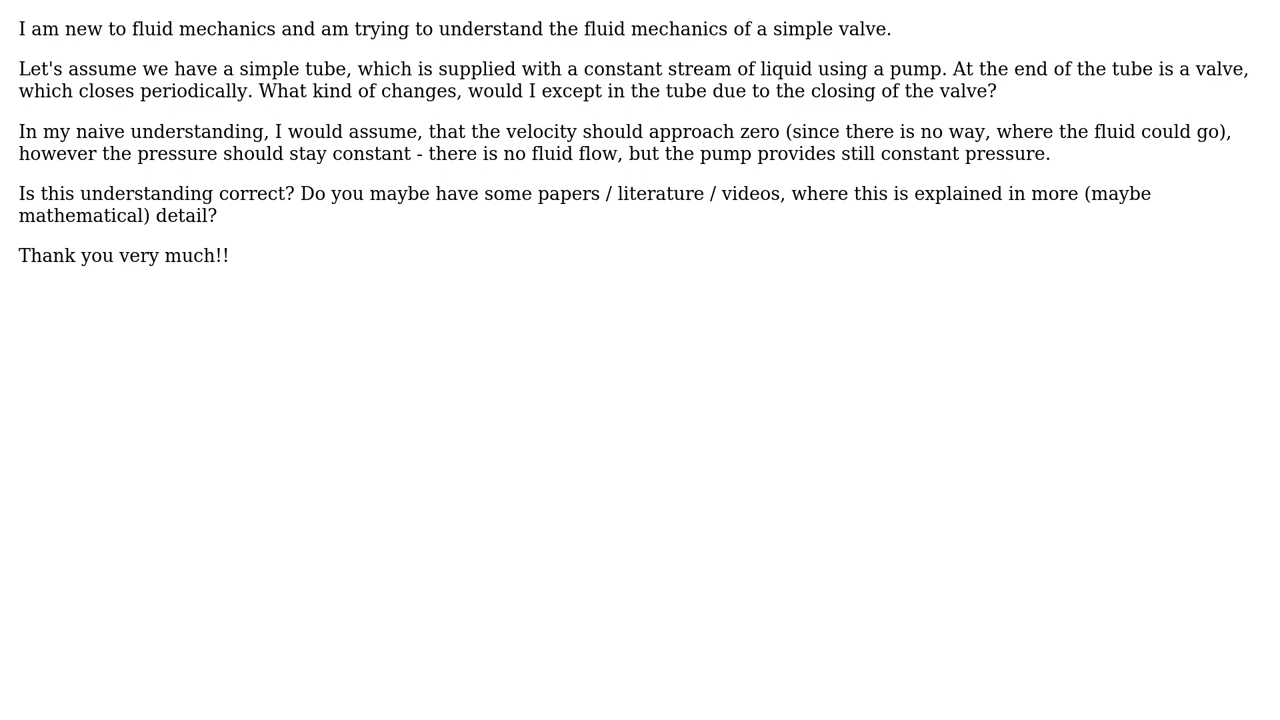 I am new to fluid mechanics and am trying to understand the fluid mechanics of a simple valve.
Let's assume we have a simple tube, which is supplied with a constant stream of liquid using a pump. At the end of the tube is a valve,
which closes periodically. What kind of changes, would I except in the tube due to the closing of the valve?
In my naive understanding, I would assume, that the velocity should approach zero (since there is no way, where the fluid could go),
however the pressure should stay constant - there is no fluid flow, but the pump provides still constant pressure.
Is this understanding correct? Do you maybe have some papers / literature / videos, where this is explained in more (maybe
mathematical) detail?
Thank you very much!!